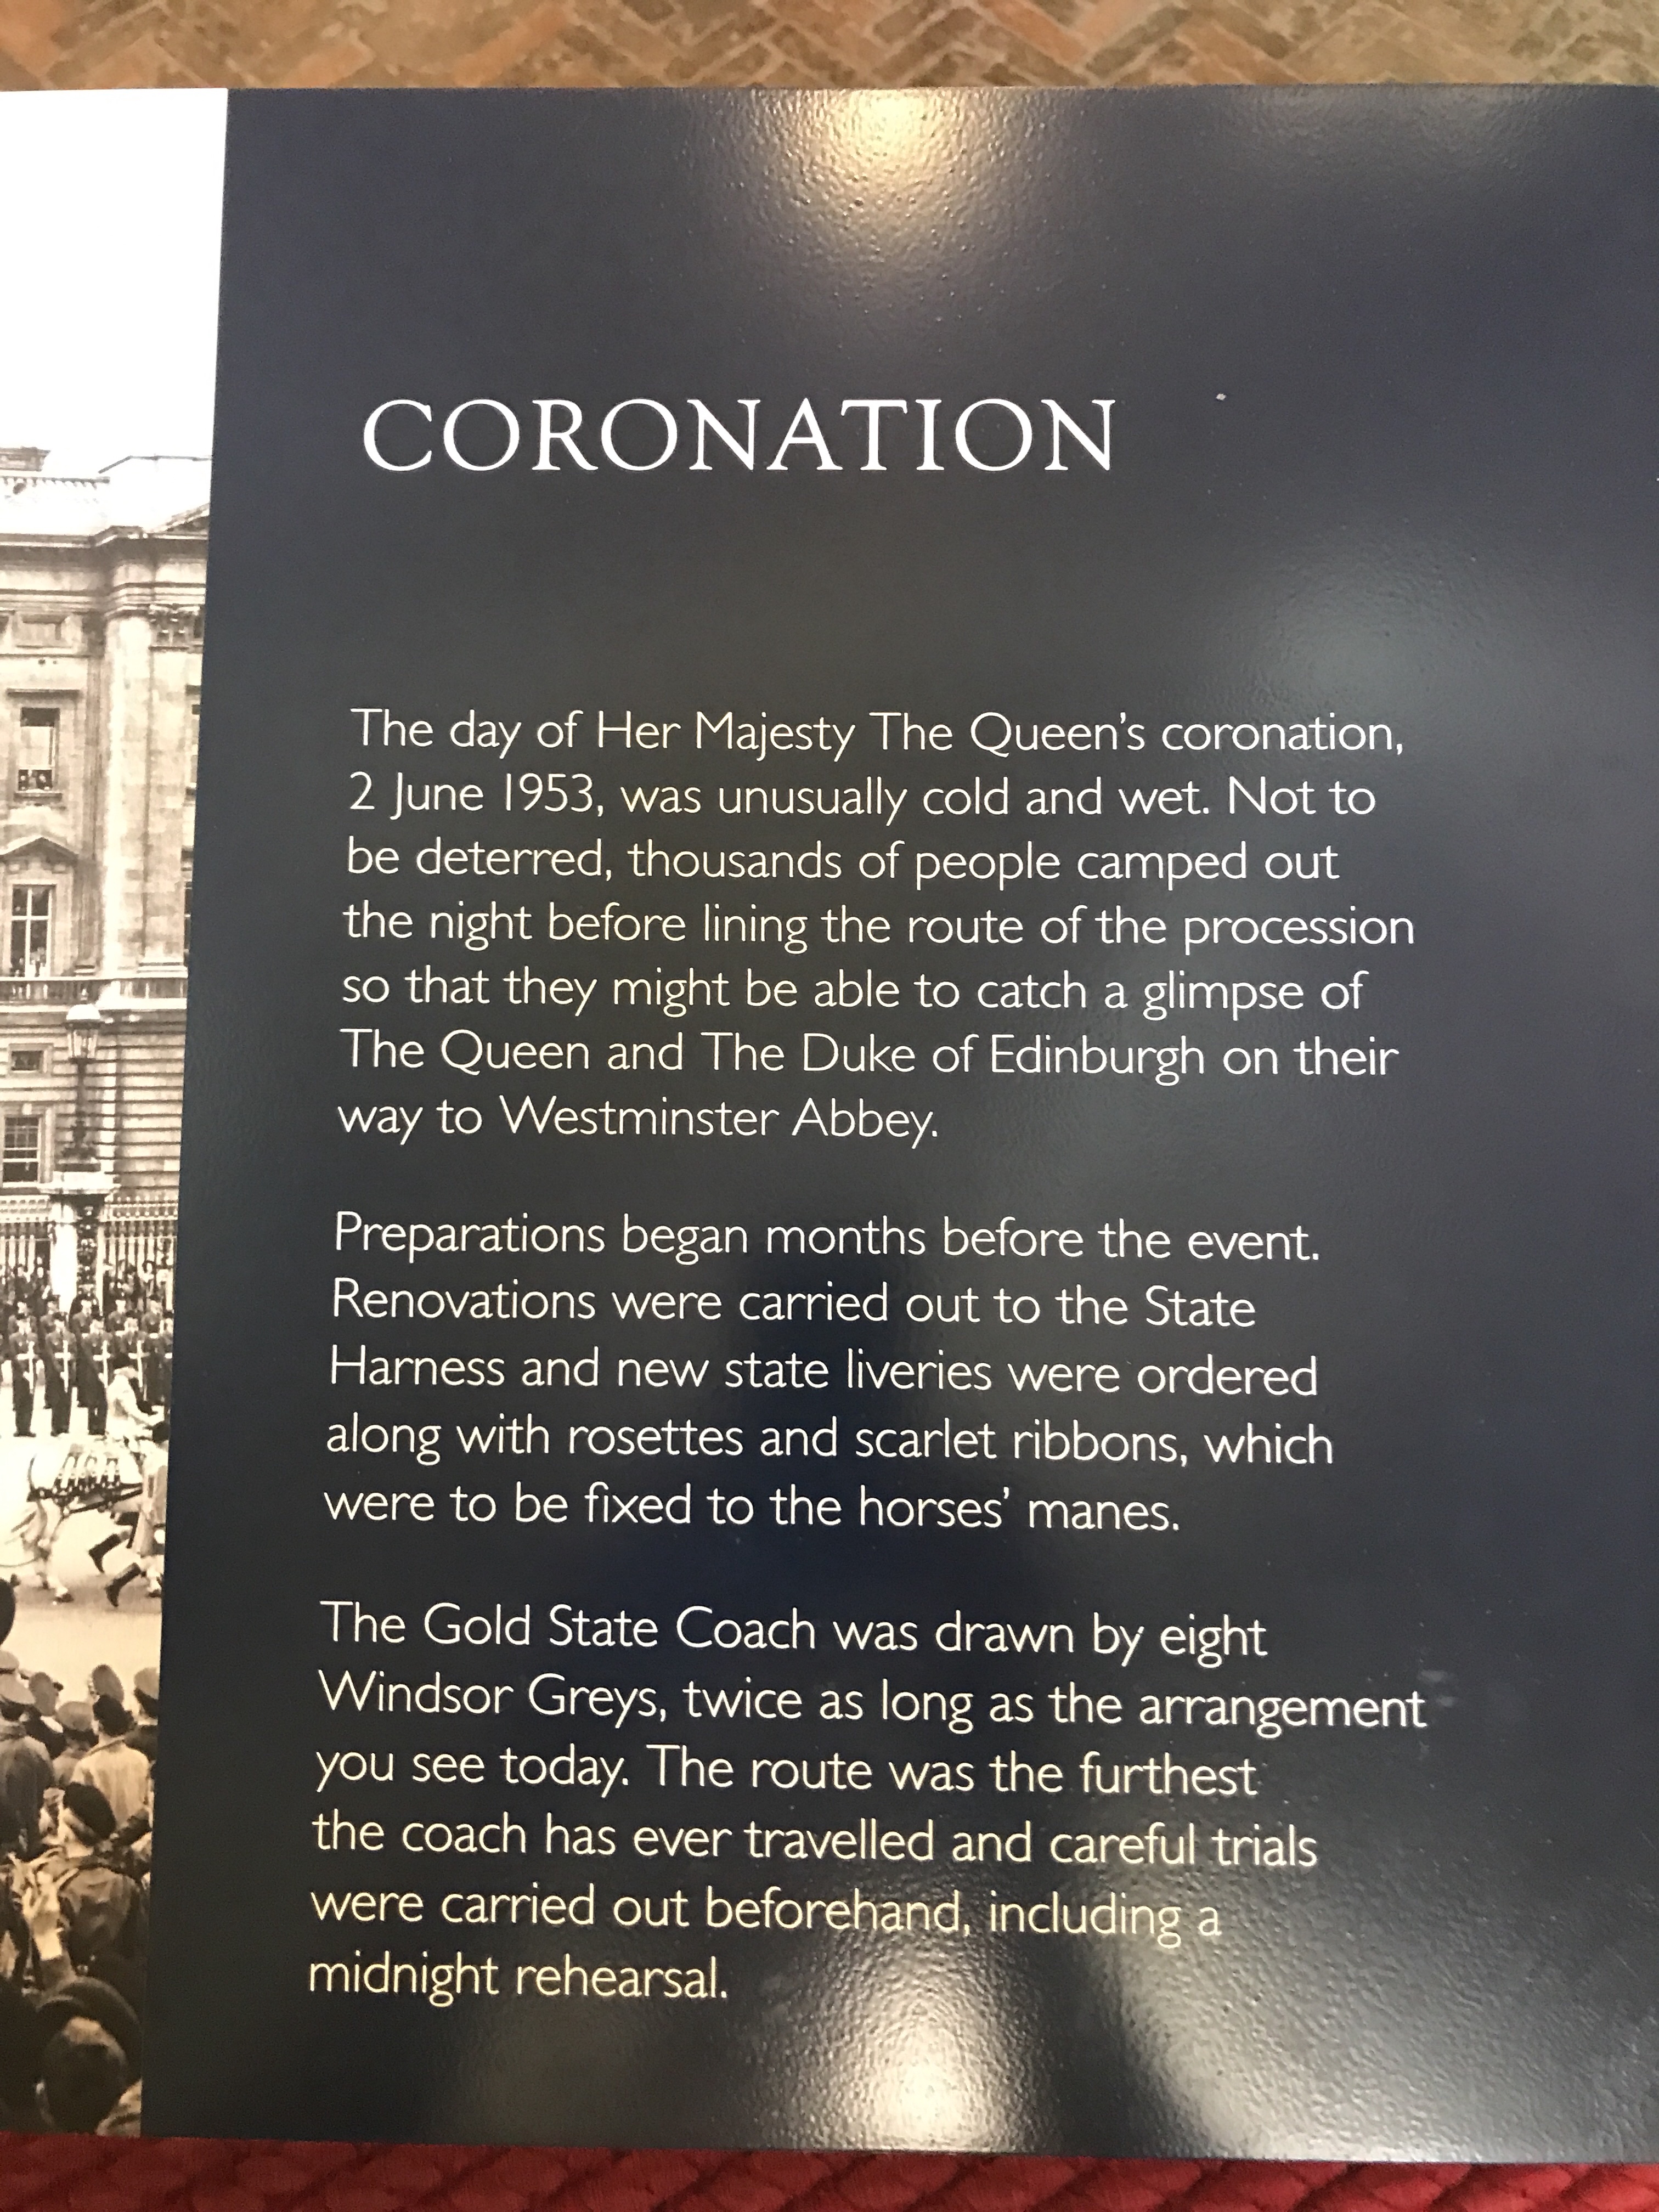 CORONATION
The day of Her Majesty The Queen's coronation,
2 June 1953, was unusually cold and wet. Not to
be deterred, thousands of people camped out
the night before lining the route of the procession
so that they might be able to catch a glimpse of
The Queen and The Duke of Edinburgh on their
way to Westminster Abbey.
Preparations began months before the event.
Renovations were carried out to the State
Harness and new state liveries were ordered
along with rosettes and scarlet ribbons, which
were to be fixed to the horses' manes.
The Gold State Coach was drawn by eight
Windsor Greys, twice as long as the arrangement
you see today. The route was the furthest
the coach has ever travelled and careful trials
were carried out beforehand, including a
midnight rehearsal.